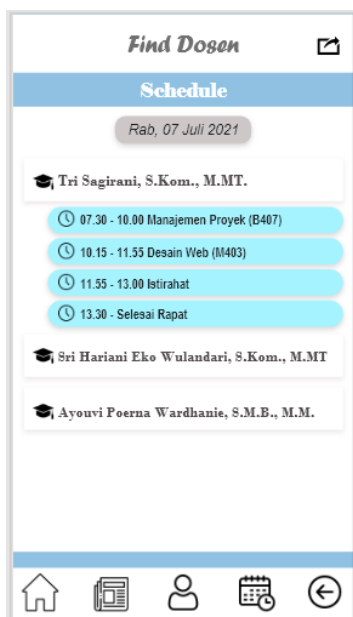 Find Dosen
Schedule
Rab, 07 Juli 2021
Tri Sagirani, S.Kom., M.MT.
07.30 - 10.00 Manajemen Proyek (B407)
10.15 - 11.55 Desain Web (M403)
11.55 - 13.00 Istirahat
13.30 - Selesai Rapat
Sri Hariani Eko Wulandari, S.Kom., M.MT
Ayouvi Poerna Wardhanie, S.M.B., M.M.